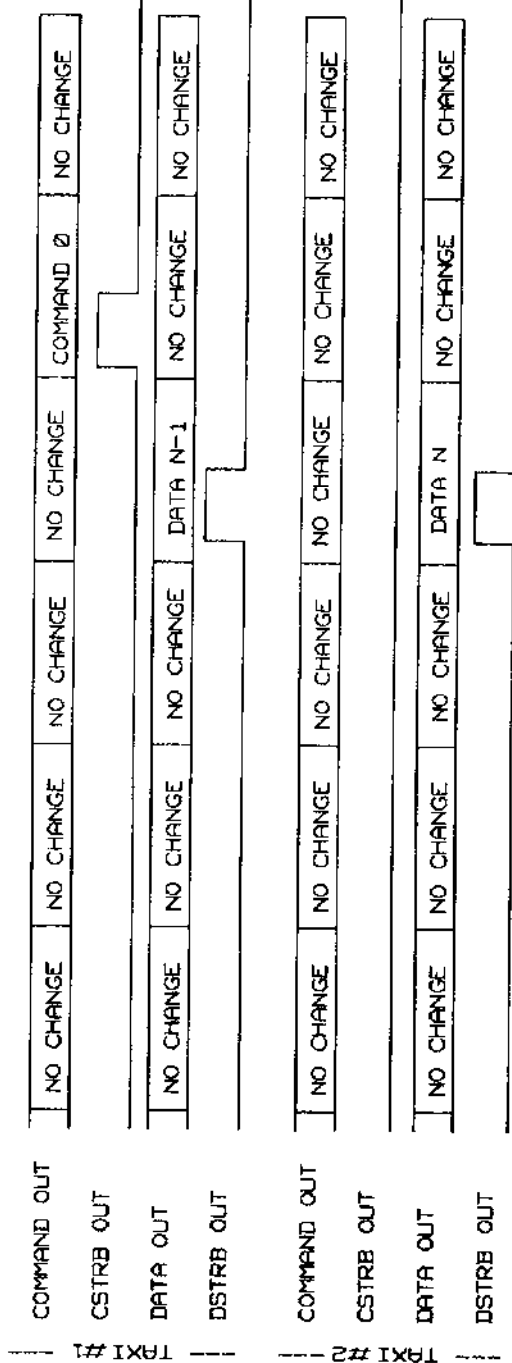 TAXI #1
COMMAND OUT NO CHANGE NO CHANGE NO CHANGE NO CHANGE COMMAND 0 NO CHANGE
CSTRB OUT
DATA OUT NO CHANGE NO CHANGE NO CHANGE DATA N-1 NO CHANGE NO CHANGE
DSTRB OUT
TAXI #2
COMMAND OUT NO CHANGE NO CHANGE NO CHANGE NO CHANGE NO CHANGE NO CHANGE
CSTRB OUT
DATA OUT NO CHANGE NO CHANGE NO CHANGE DATA N NO CHANGE NO CHANGE
DSTRB OUT